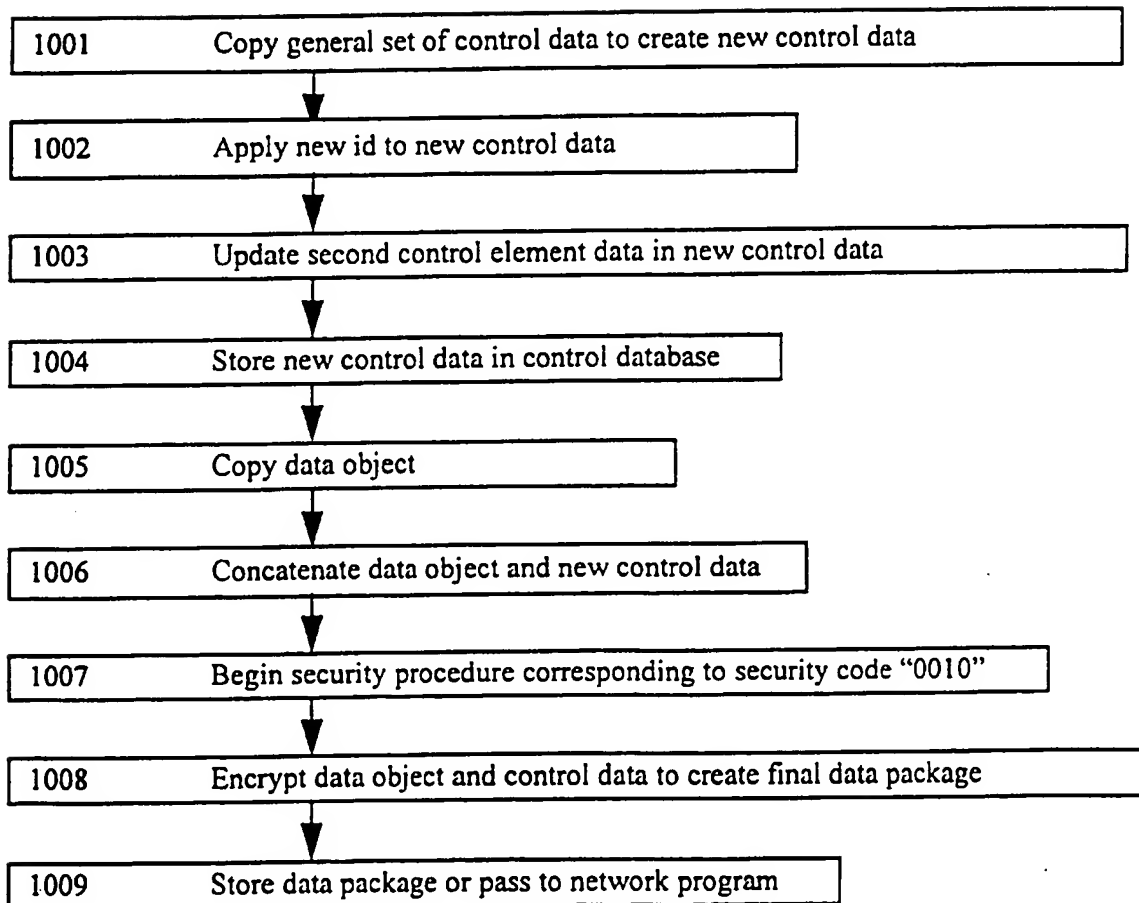 1001 Copy general set of control data to create new control data
1002 Apply new id to new control data
1003 Update second control element data in new control data
1004 Store new control data in control database
1005 Copy data object
1006 Concatenate data object and new control data
1007 Begin security procedure corresponding to security code “0010”
1008 Encrypt data object and control data to create final data package
1009 Store data package or pass to network program